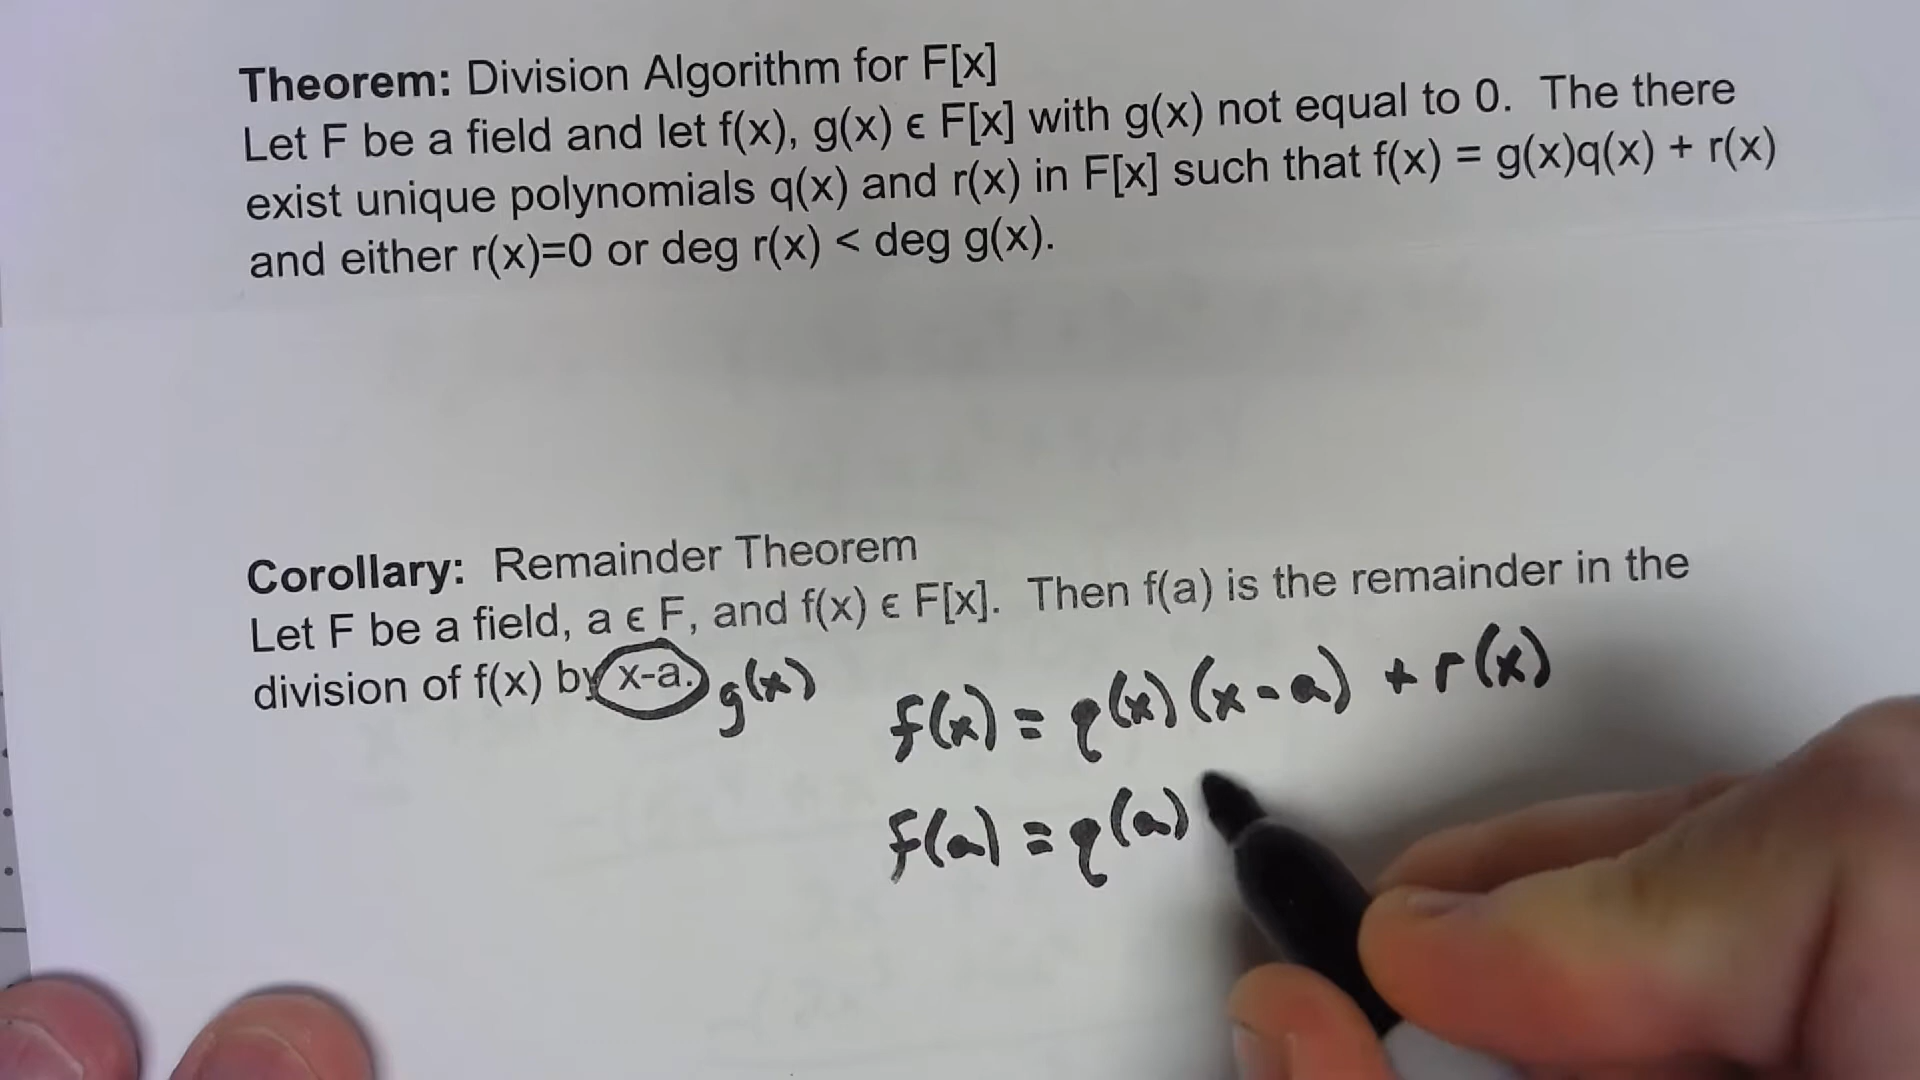 Theorem: Division Algorithm for F[x]
Let F be a field and let f(x), g(x) ϵ F[x] with g(x) not equal to 0.  The there
exist unique polynomials q(x) and r(x) in F[x] such that f(x) = g(x)q(x) + r(x)
and either r(x)=0 or deg r(x) < deg g(x).
Corollary:  Remainder Theorem
Let F be a field, a ϵ F, and f(x) ϵ F[x].  Then f(a) is the remainder in the
division of f(x) by x-a. g(x)
f(x) = q(x)(x-a) + r(x)
f(a) = q(a)